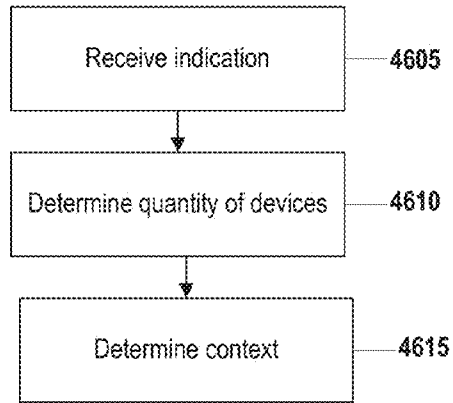 Receive indication 4605
Determine quantity of devices 4610
Determine context 4615